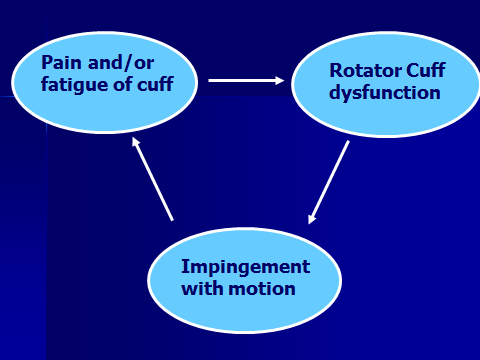 Pain and/or
fatigue of cuff
Rotator Cuff
dysfunction
Impingement
with motion